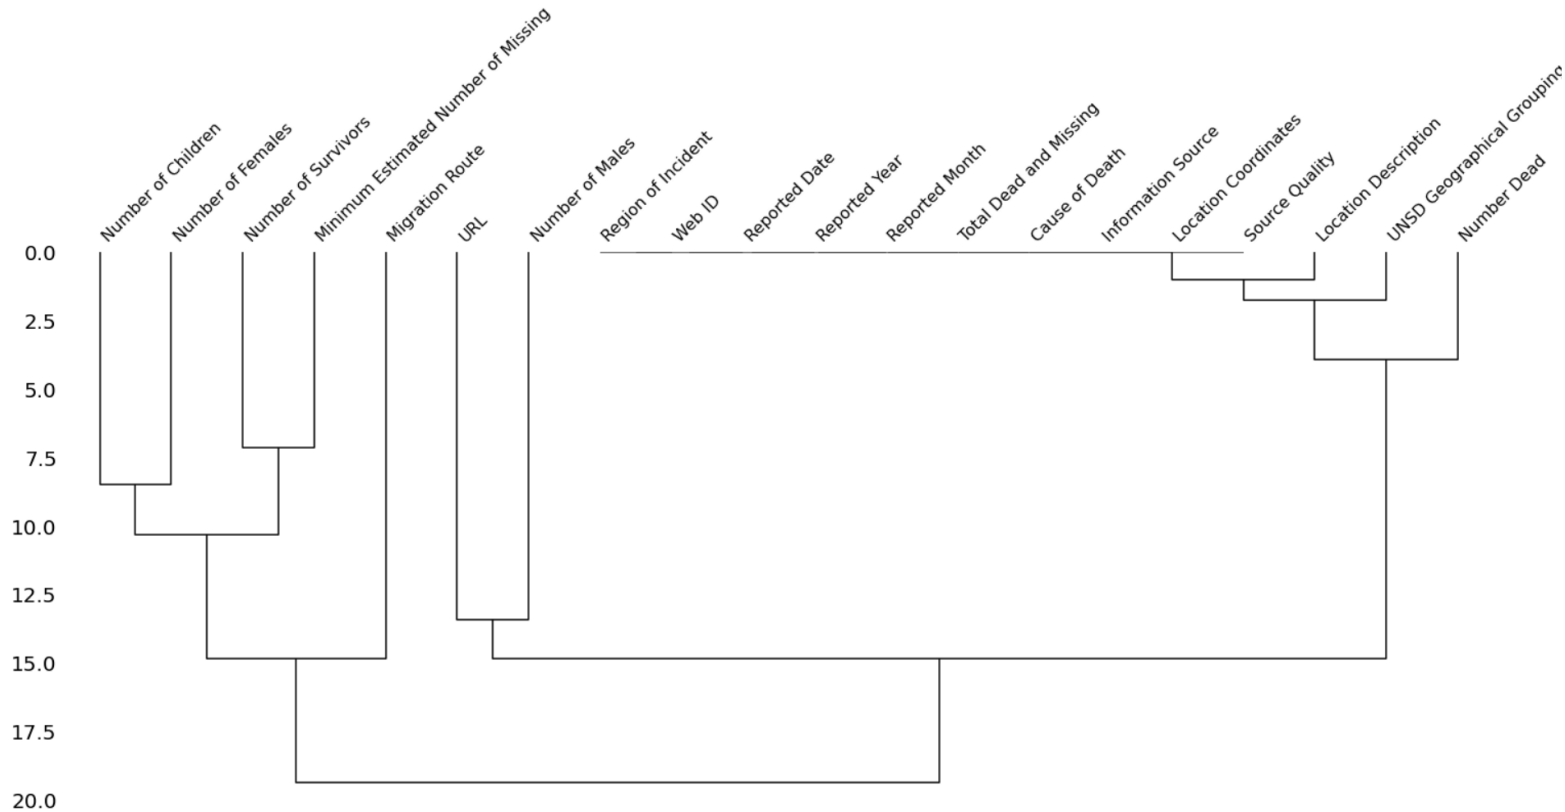 Number of Children
Number of Females
Number of Survivors
Minimum Estimated Number of Missing
Migration Route
URL
Number of Males
Region of Incident
Web ID
Reported Date
Reported Year
Reported Month
Total Dead and Missing
Cause of Death
Information Source
Location Coordinates
Source Quality
Location Description
UNSD Geographical Grouping
Number Dead
0.0
2.5
5.0
7.5
10.0
12.5
15.0
17.5
20.0